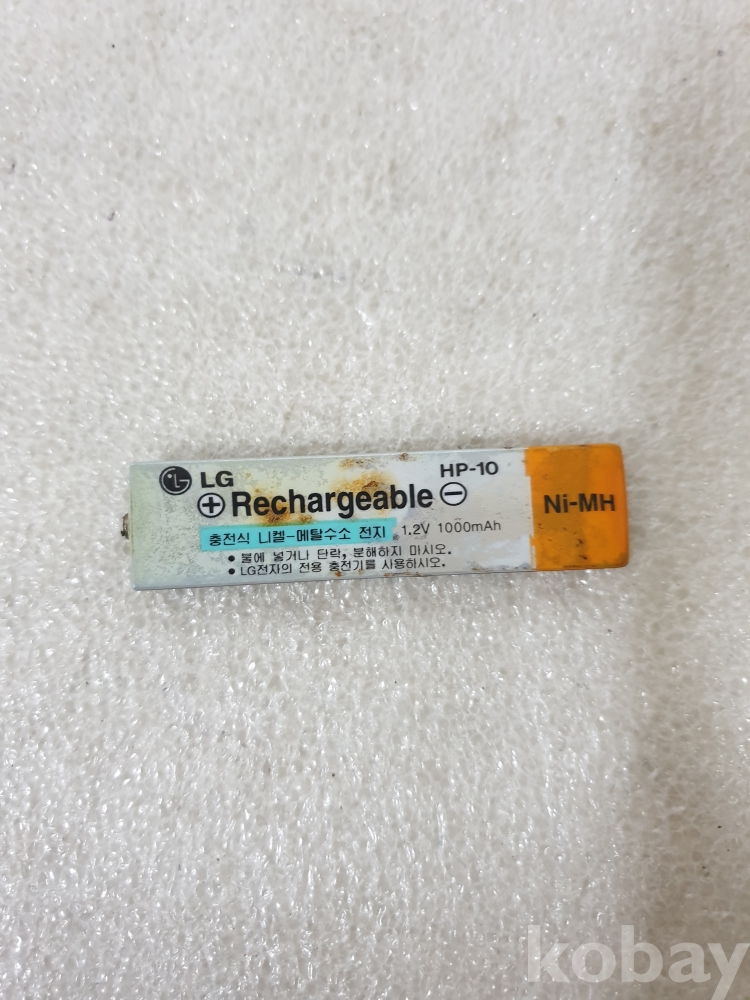 LG
HP-10
⊕ Rechargeable ⊖
충전식 니켈-메탈수소 전지 1.2V 1000mAh
• 불에 넣거나 단락, 분해하지 마시오.
• LG전자의 전용 충전기를 사용하시오.
Ni-MH
kobay